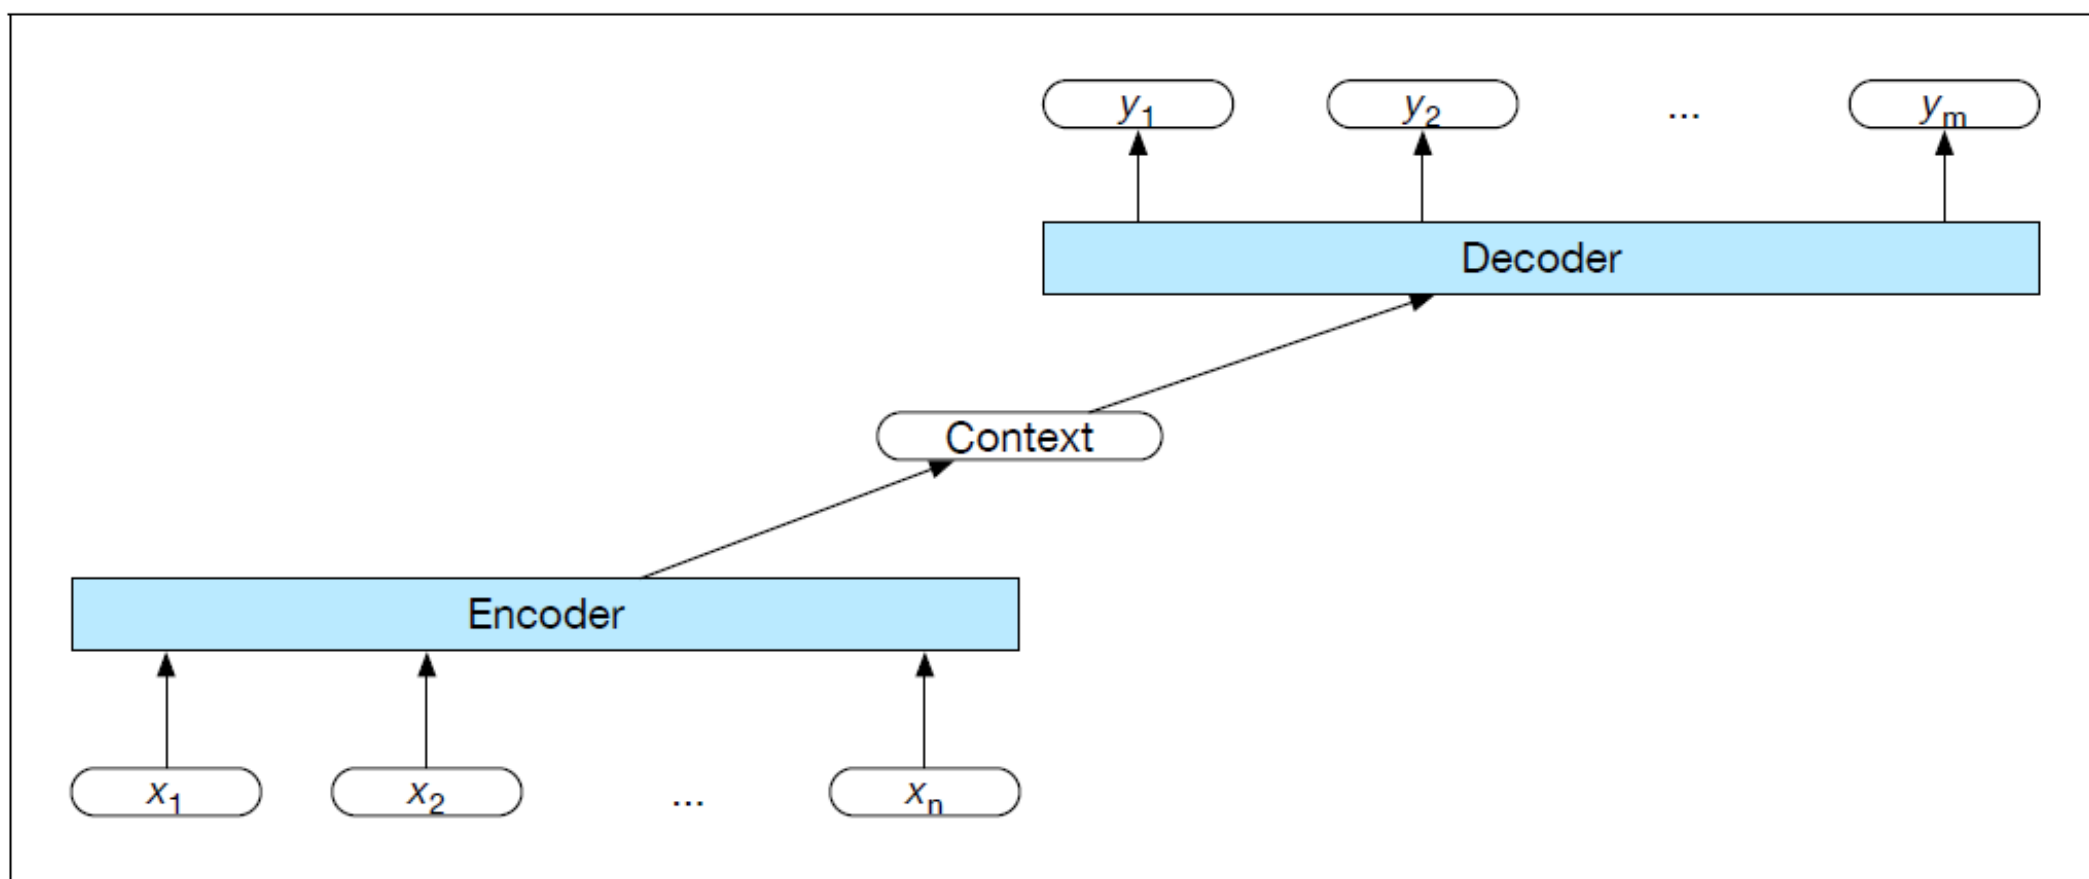 y1 y2 ... ym
Decoder
Context
Encoder
x1 x2 ... xn